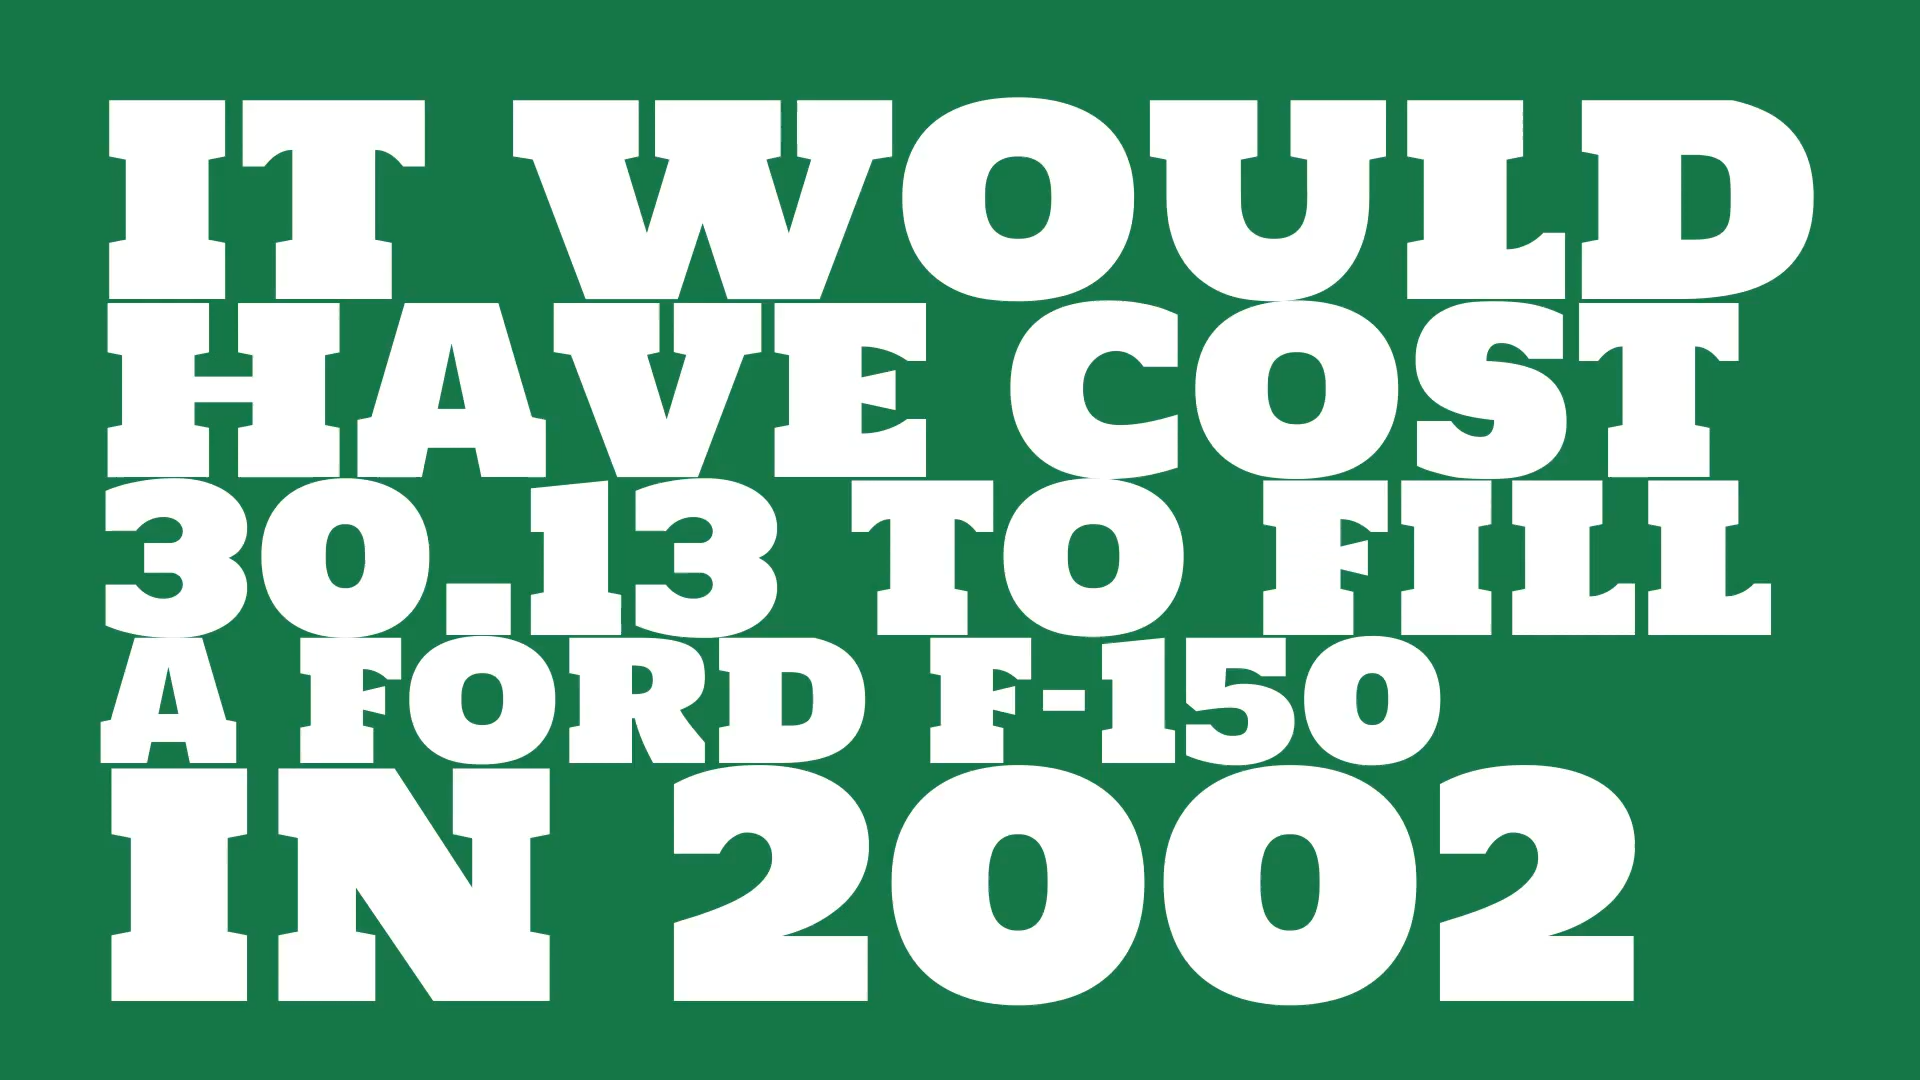 IT WOULD
HAVE COST
30.13 TO FILL
A FORD F-150
IN 2002